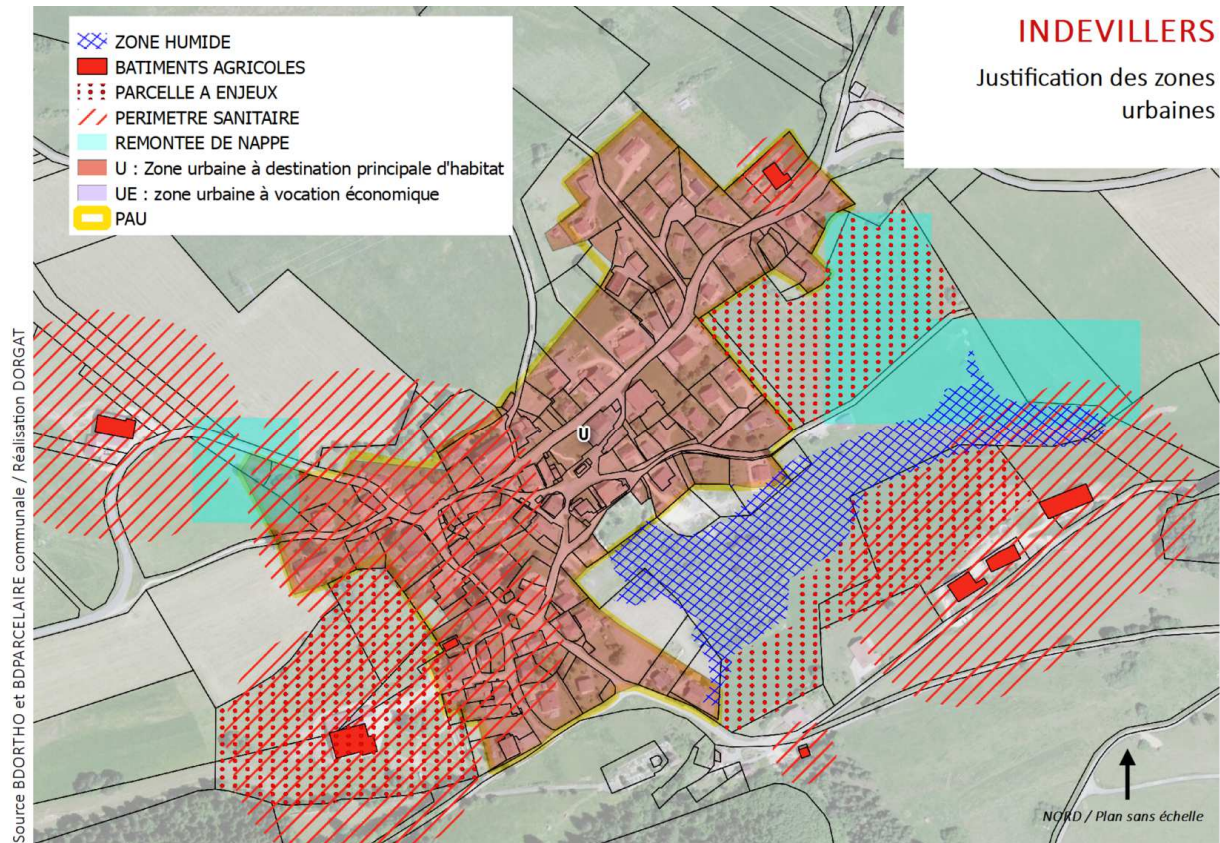 INDEVILLERS
Justification des zones
urbaines
ZONE HUMIDE
BATIMENTS AGRICOLES
PARCELLE A ENJEUX
PERIMETRE SANITAIRE
REMONTEE DE NAPPE
U : Zone urbaine à destination principale d'habitat
UE : zone urbaine à vocation économique
PAU
U
Source BDORTHO et BDPARCELAIRE communale / Réalisation DORGAT
NORD / Plan sans échelle